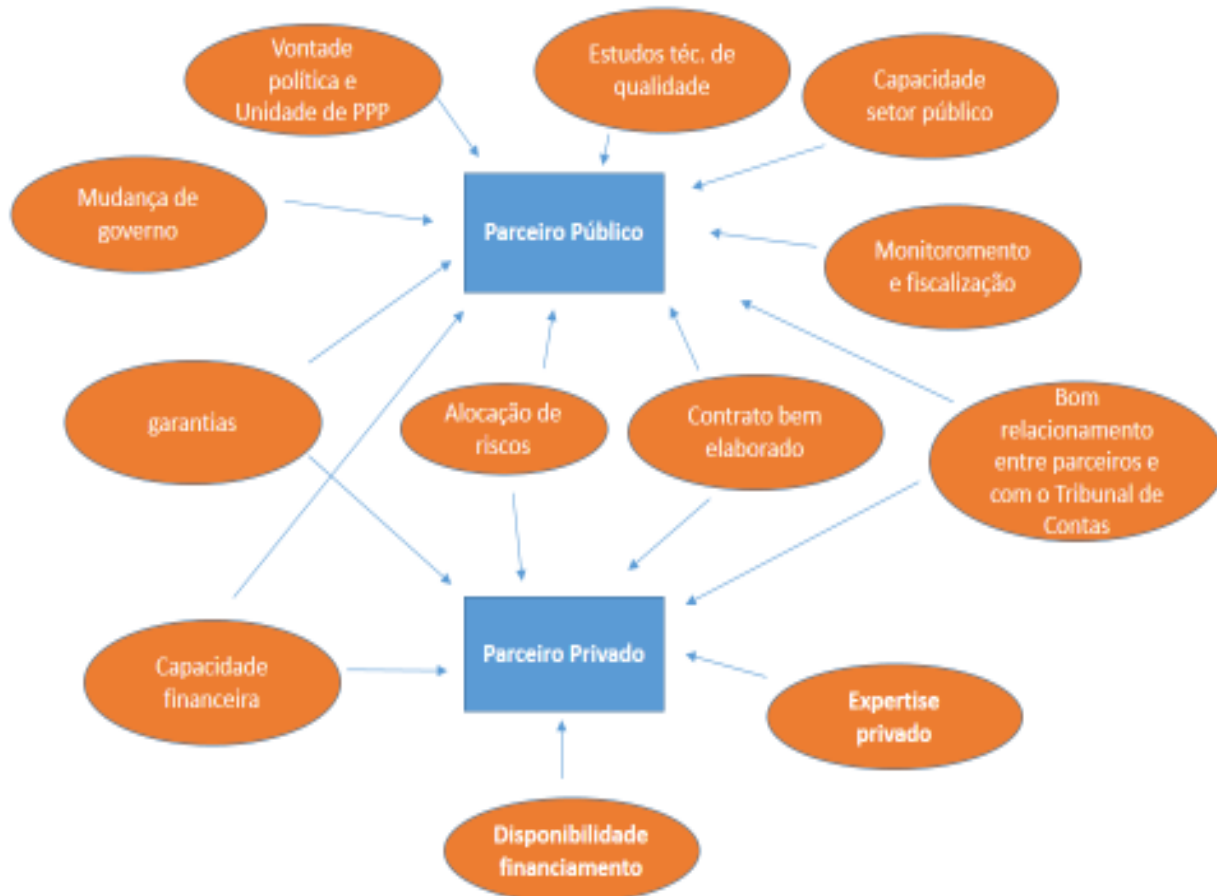 Vontade
política e
Unidade de PPP
Estudos téc. de
qualidade
Capacidade
setor público
Mudança de
governo
Parceiro Público
Monitoromento
e fiscalização
garantias
Alocação de
riscos
Contrato bem
elaborado
Bom
relacionamento
entre parceiros e
com o Tribunal de
Contas
Capacidade
financeira
Parceiro Privado
Expertise
privado
Disponibilidade
financiamento